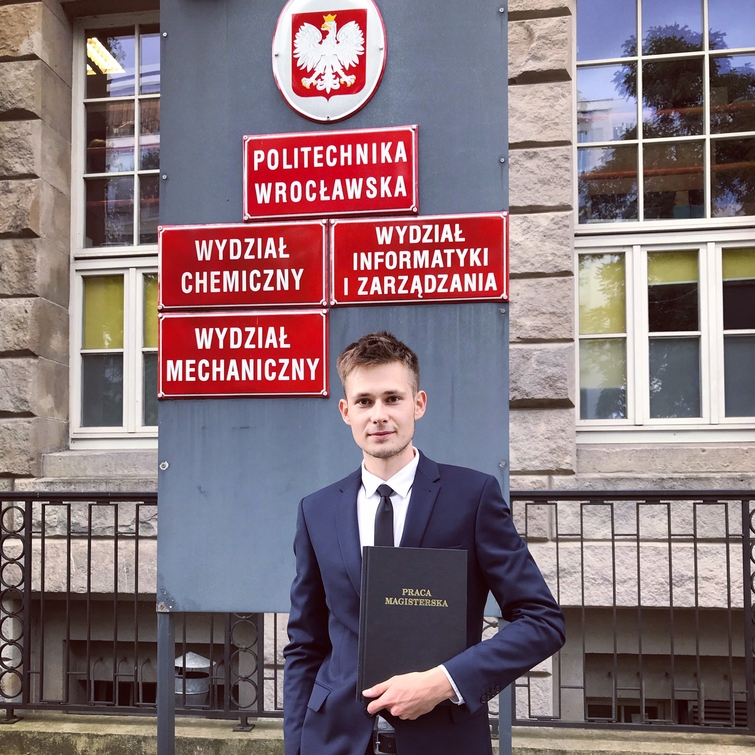 POLITECHNIKA
WROCŁAWSKA
WYDZIAŁ
CHEMICZNY
WYDZIAŁ
INFORMATYKI
I ZARZĄDZANIA
WYDZIAŁ
MECHANICZNY
PRACA
MAGISTERSKA